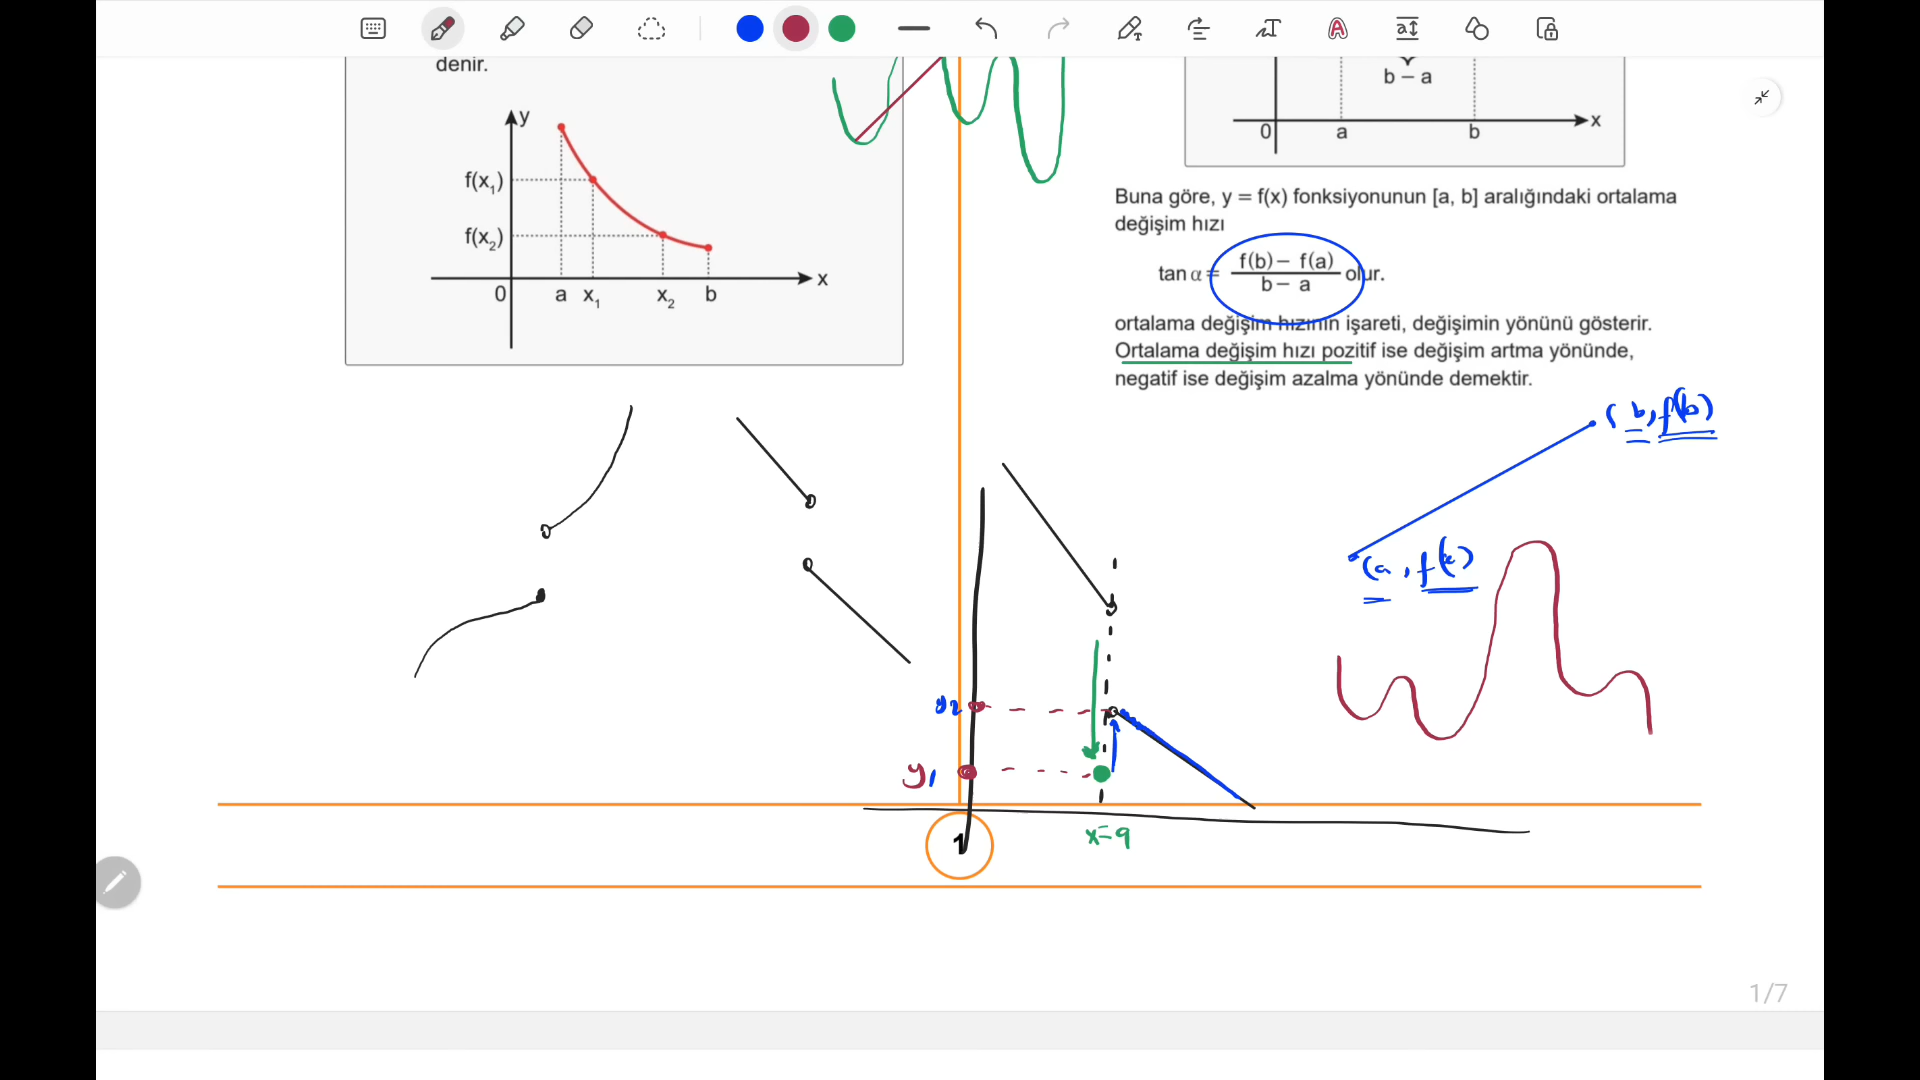 denir.
y
f(x₁)
f(x₂)
0 a x₁ x₂ b x
b – a
0 a b x
Buna göre, y = f(x) fonksiyonunun [a, b] aralığındaki ortalama
değişim hızı
tan α = f(b) – f(a) / b – a olur.
ortalama değişim hızının işareti, değişimin yönünü gösterir.
Ortalama değişim hızı pozitif ise değişim artma yönünde,
negatif ise değişim azalma yönünde demektir.
( b, f(b)
(a, f(a)
y2
y1
x=9
1
1/7